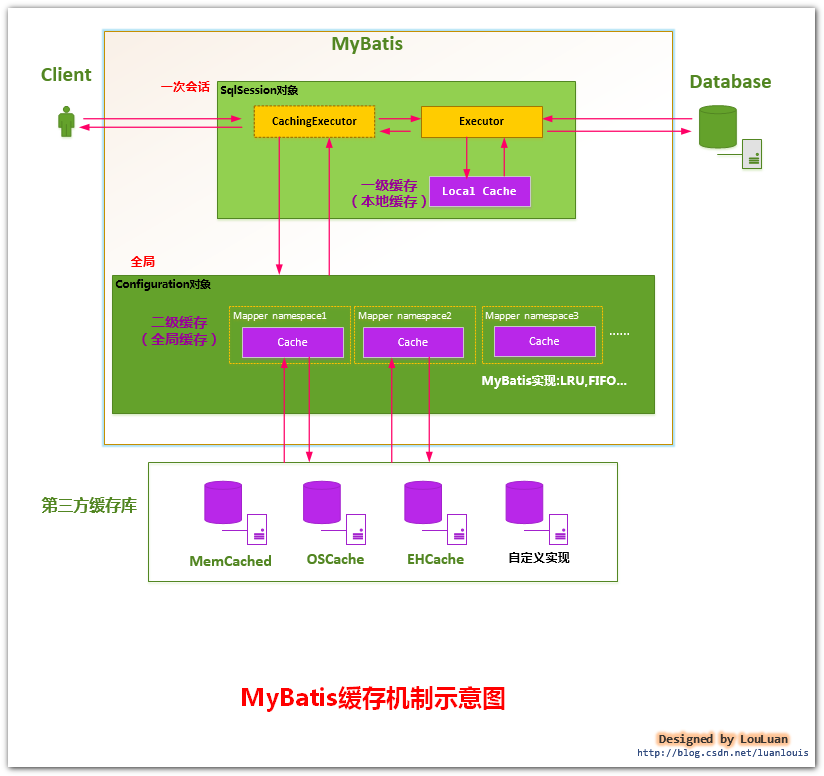 MyBatis
Client
Database
一次会话
SqlSession对象
CachingExecutor
Executor
一级缓存
（本地缓存）
Local Cache
全局
Configuration对象
二级缓存
（全局缓存）
Mapper namespace1
Cache
Mapper namespace2
Cache
Mapper namespace3
Cache
......
MyBatis实现:LRU,FIFO...
第三方缓存库
MemCached
OSCache
EHCache
自定义实现
MyBatis缓存机制示意图
Designed by LouLuan
http://blog.csdn.net/luanlouis